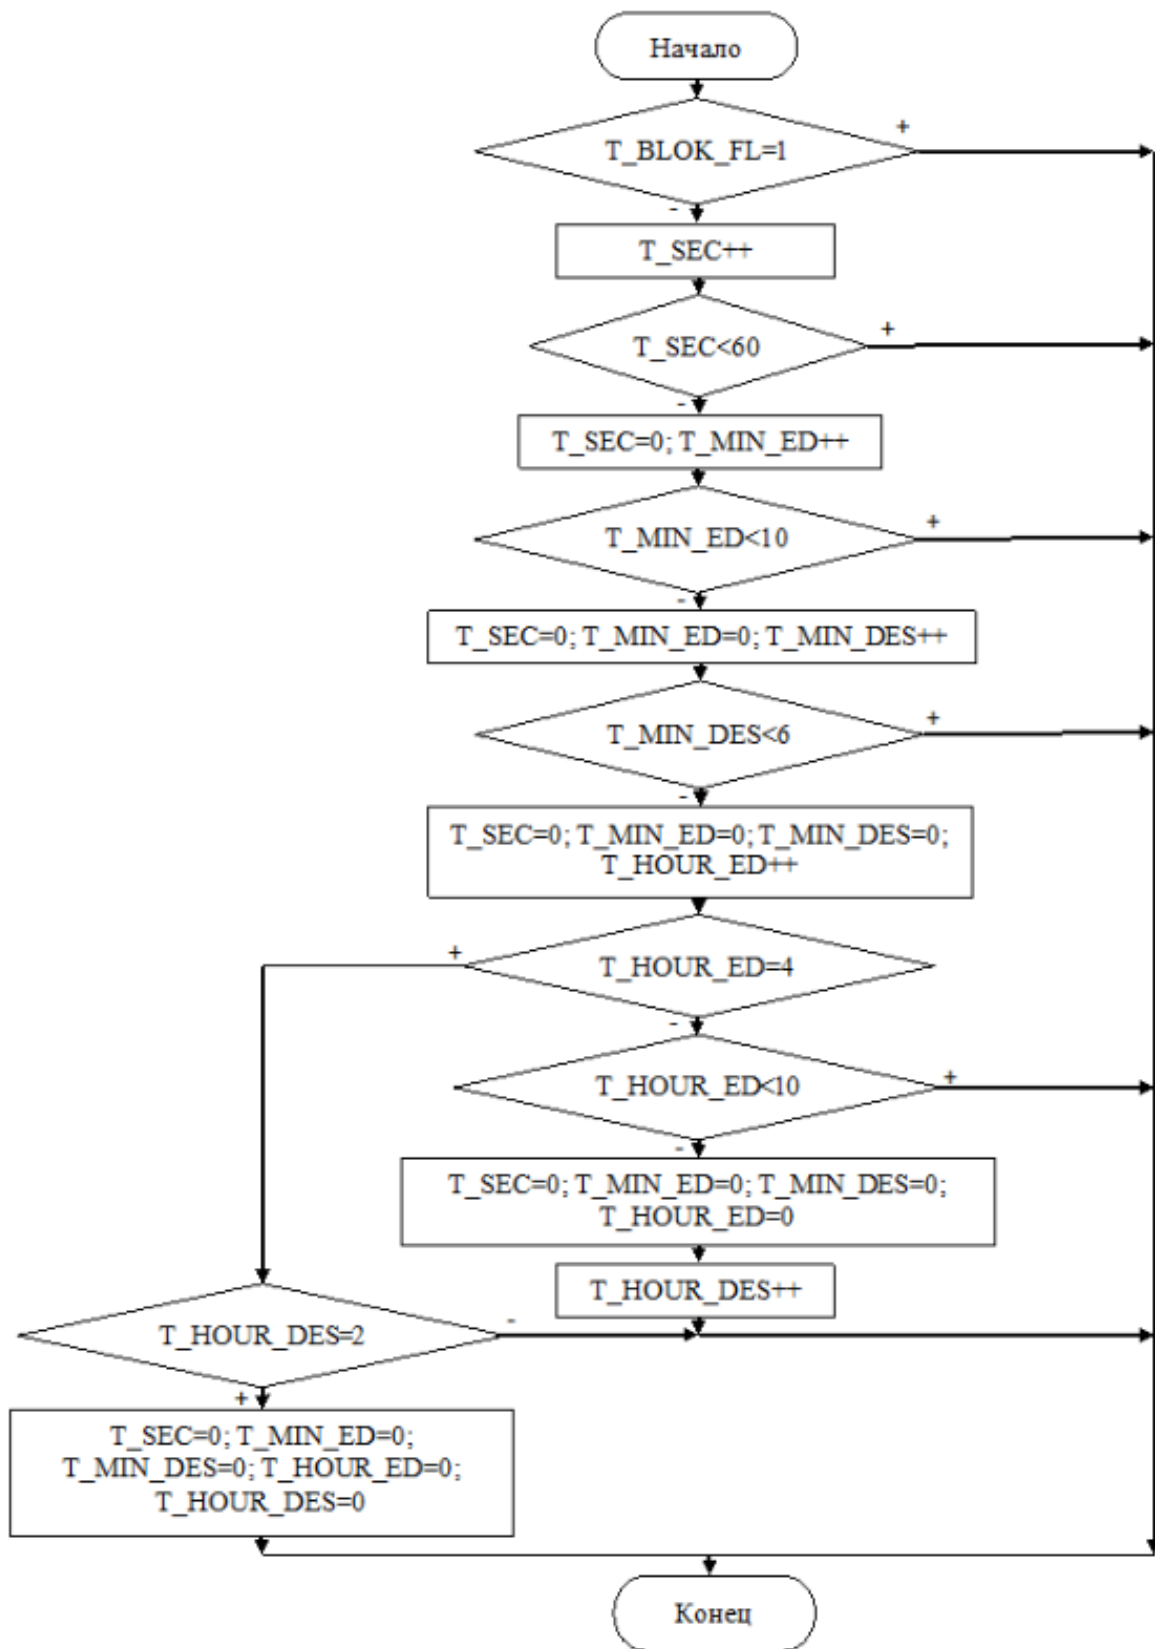 Начало
T_BLOK_FL=1
+
-
T_SEC++
T_SEC<60
+
-
T_SEC=0; T_MIN_ED++
T_MIN_ED<10
+
-
T_SEC=0; T_MIN_ED=0; T_MIN_DES++
T_MIN_DES<6
+
-
T_SEC=0; T_MIN_ED=0; T_MIN_DES=0;
T_HOUR_ED++
+
T_HOUR_ED=4
-
T_HOUR_ED<10
+
-
T_SEC=0; T_MIN_ED=0; T_MIN_DES=0;
T_HOUR_ED=0
T_HOUR_DES++
T_HOUR_DES=2
-
+
T_SEC=0; T_MIN_ED=0;
T_MIN_DES=0; T_HOUR_ED=0;
T_HOUR_DES=0
Конец